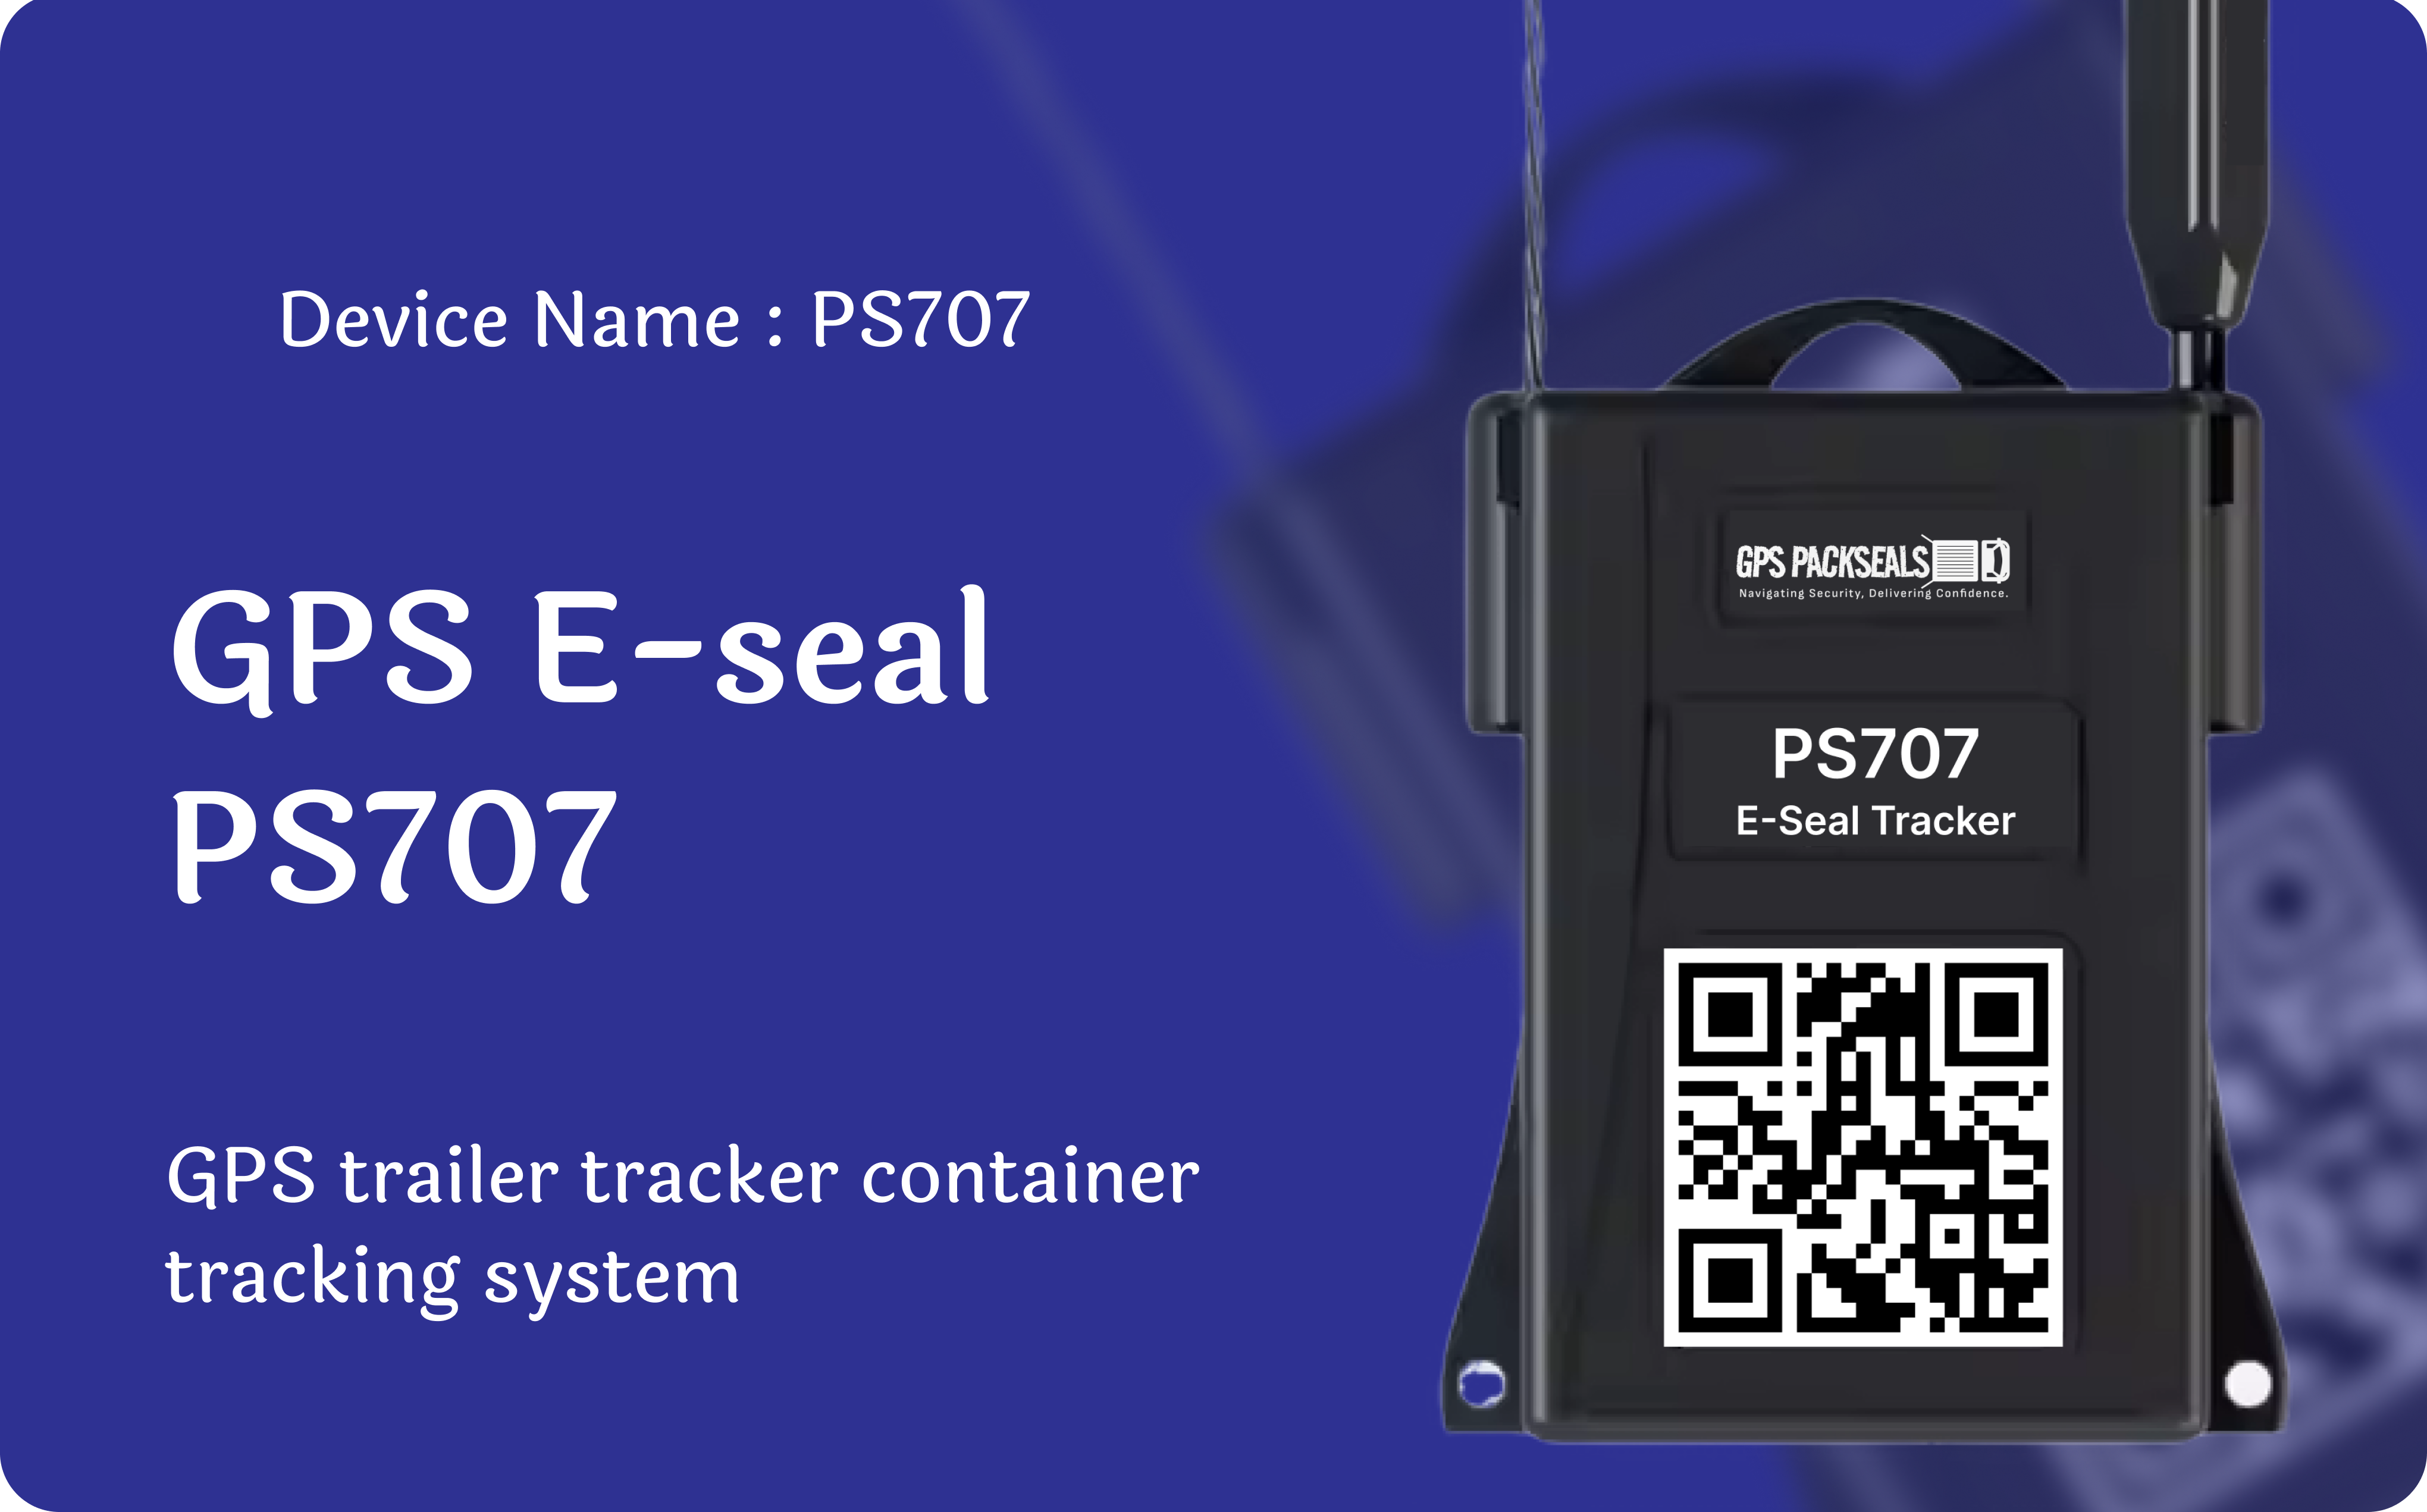 Device Name : PS707
GPS E-seal
PS707
GPS trailer tracker container
tracking system
GPS PACKSEALS
Navigating Security, Delivering Confidence.
PS707
E-Seal Tracker